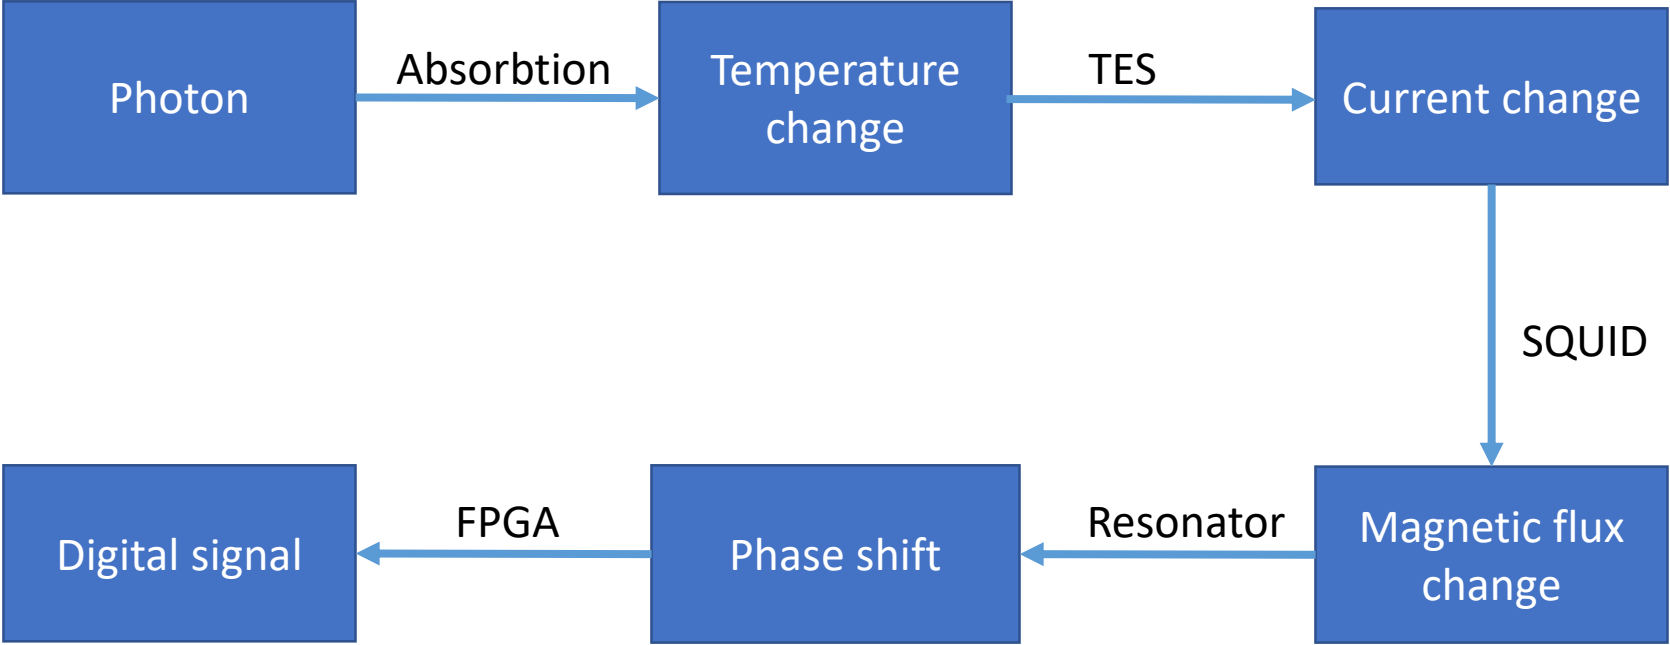 Photon
Absorbtion
Temperature
change
TES
Current change
SQUID
Magnetic flux
change
Resonator
Phase shift
FPGA
Digital signal